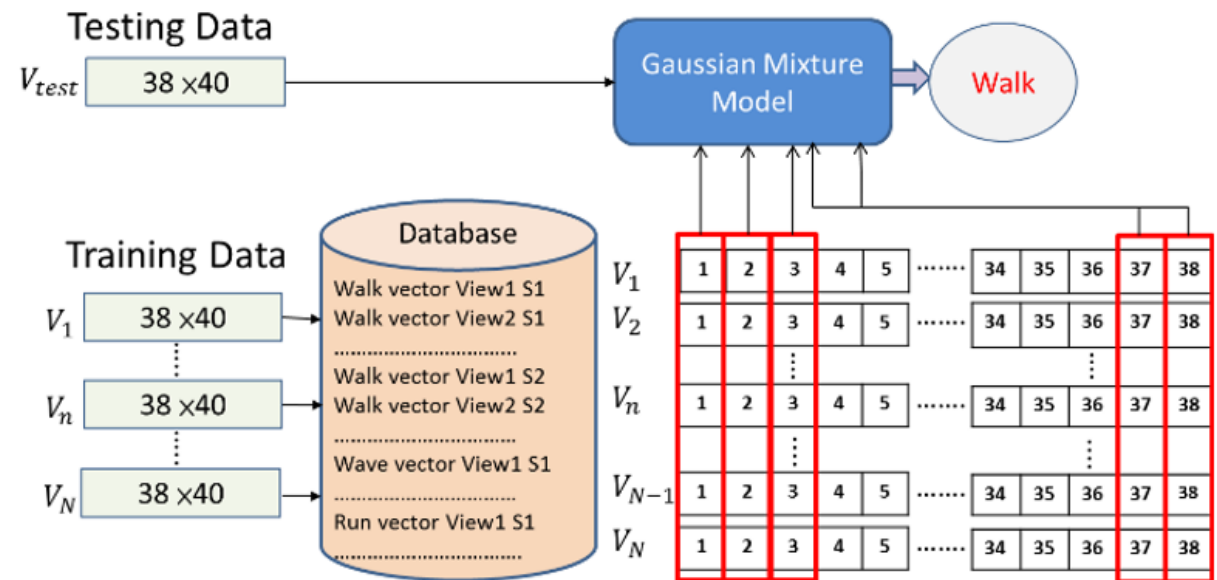 Testing Data
V_test 38 ×40
Gaussian Mixture
Model
Walk
Training Data
V_1 38 ×40
V_n 38 ×40
V_N 38 ×40
Database
Walk vector View1 S1
Walk vector View2 S1
................................
Walk vector View1 S2
Walk vector View2 S2
................................
Wave vector View1 S1
................................
Run vector View1 S1
................................
V_1 1 2 3 4 5 ........ 34 35 36 37 38
V_2 1 2 3 4 5 ........ 34 35 36 37 38
V_n 1 2 3 4 5 ........ 34 35 36 37 38
V_{N-1} 1 2 3 4 5 ........ 34 35 36 37 38
V_N 1 2 3 4 5 ........ 34 35 36 37 38